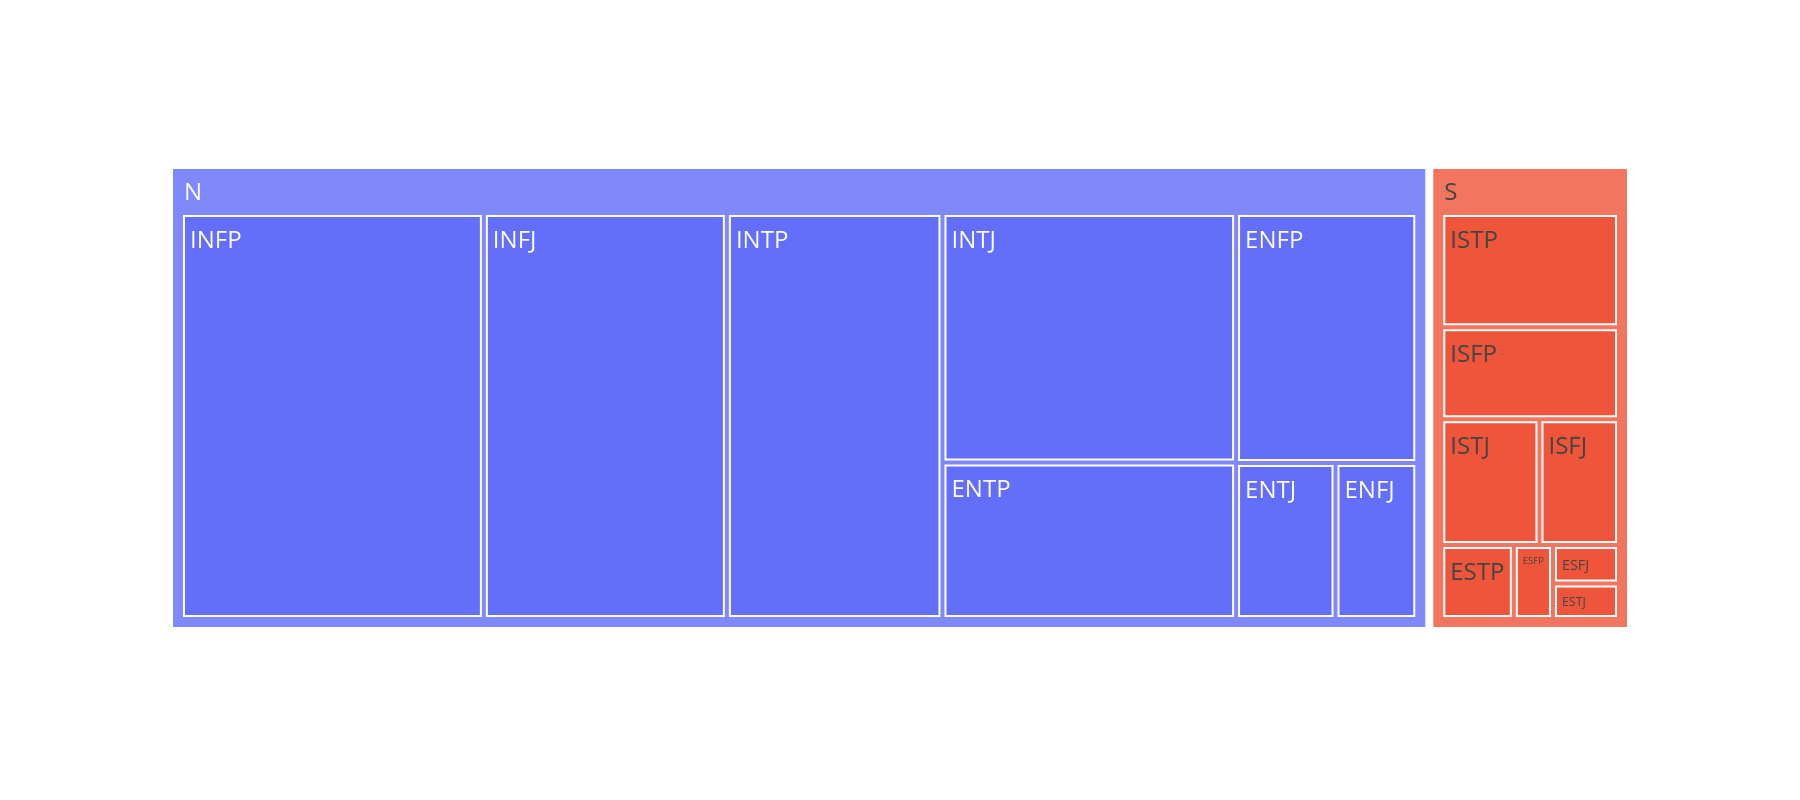 N
INFP
INFJ
INTP
INTJ
ENFP
ENTP
ENTJ
ENFJ
S
ISTP
ISFP
ISTJ
ISFJ
ESTP
ESFP
ESFJ
ESTJ